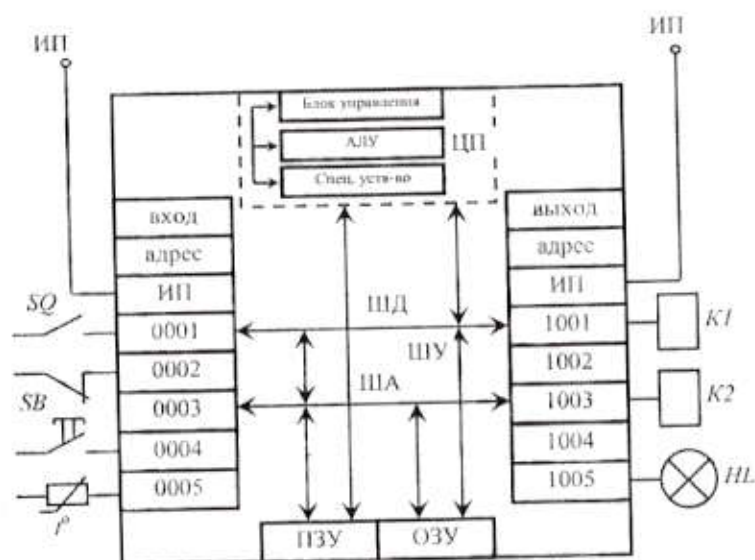 ИП
ИП
Блок управления
АЛУ
ЦП
Спец. уств-во
вход
адрес
ИП
0001
0002
0003
0004
0005
SQ
SB
t°
ШД
ШУ
ША
выход
адрес
ИП
1001
1002
1003
1004
1005
K1
K2
HL
ПЗУ
ОЗУ